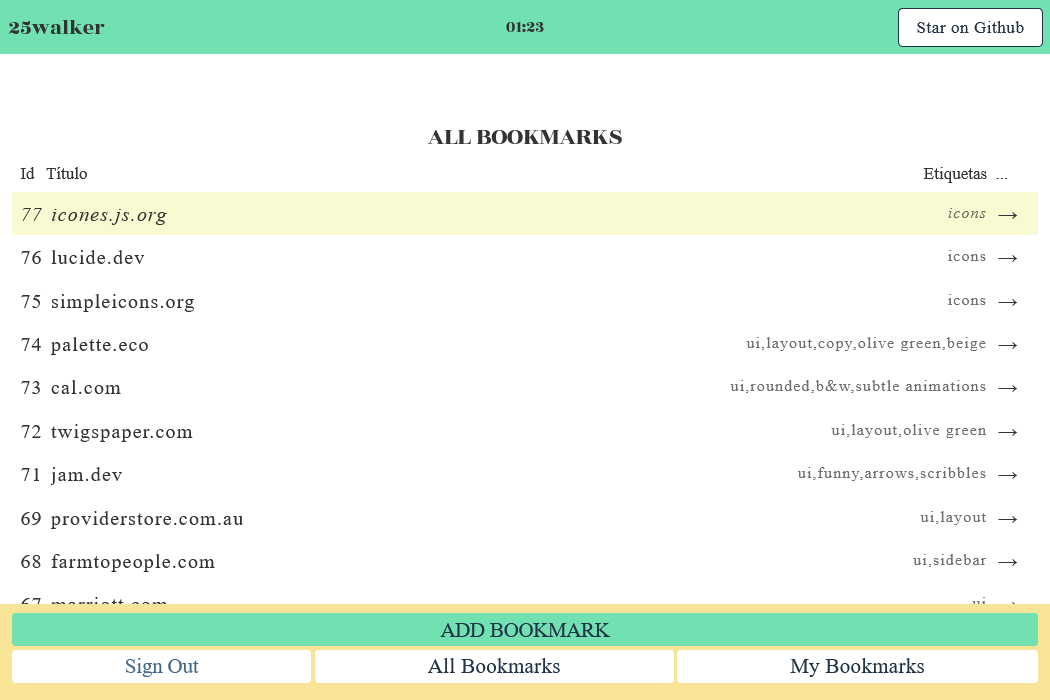 25walker 01:23 Star on Github
ALL BOOKMARKS
Id Título Etiquetas ...
77 icones.js.org icons →
76 lucide.dev icons →
75 simpleicons.org icons →
74 palette.eco ui,layout,copy,olive green,beige →
73 cal.com ui,rounded,b&w,subtle animations →
72 twigspaper.com ui,layout,olive green →
71 jam.dev ui,funny,arrows,scribbles →
69 providerstore.com.au ui,layout →
68 farmtopeople.com ui,sidebar →
67 marriott.com ui →
ADD BOOKMARK
Sign Out All Bookmarks My Bookmarks